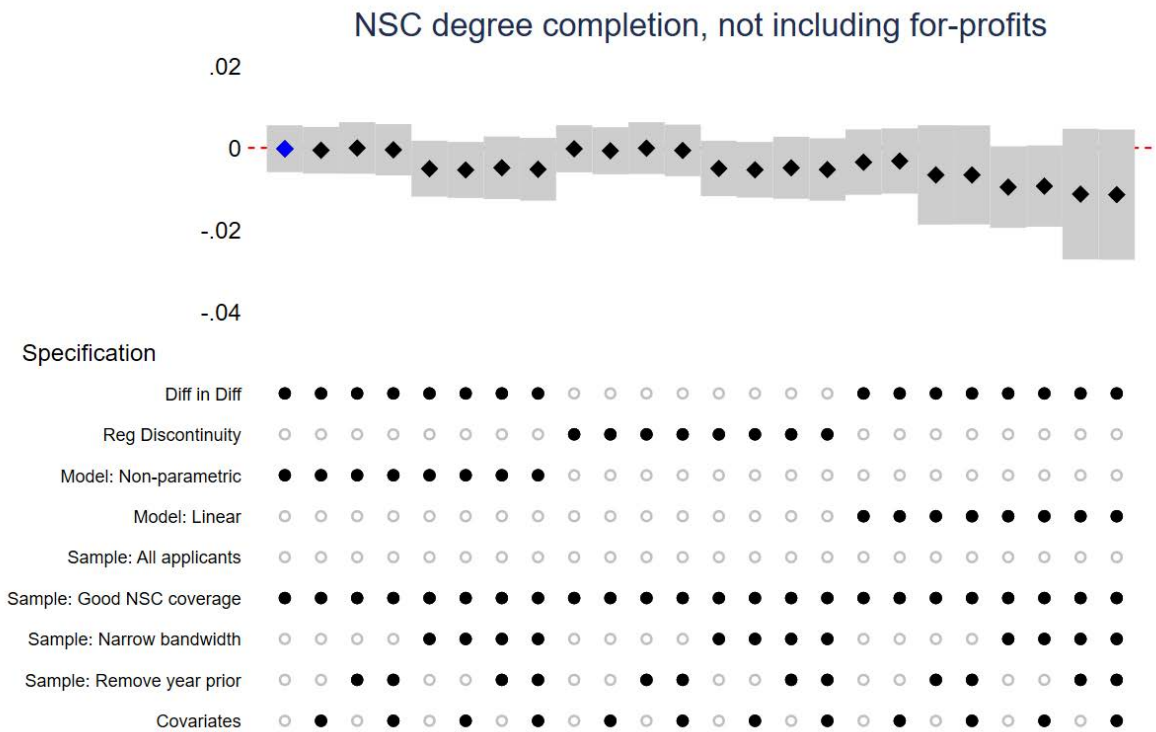 NSC degree completion, not including for-profits
.02
0
-.02
-.04
Specification
Diff in Diff
Reg Discontinuity
Model: Non-parametric
Model: Linear
Sample: All applicants
Sample: Good NSC coverage
Sample: Narrow bandwidth
Sample: Remove year prior
Covariates